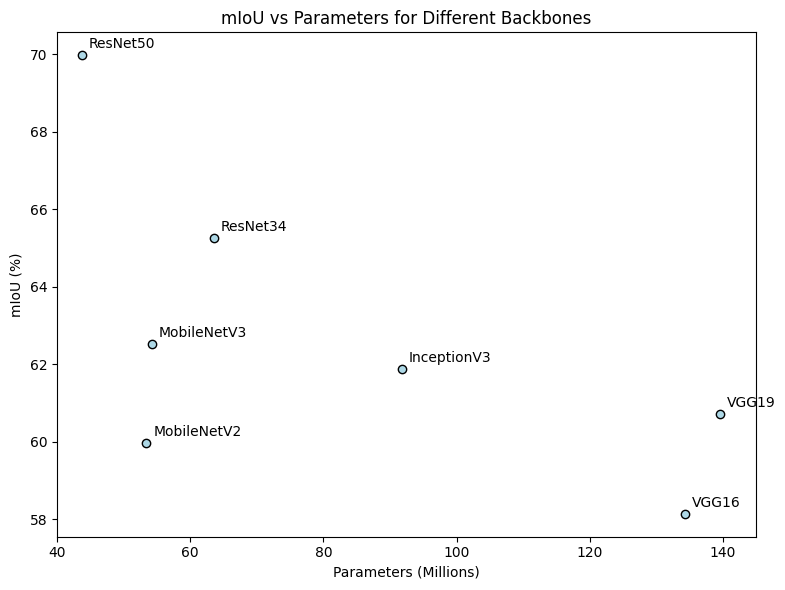 mIoU vs Parameters for Different Backbones
70
ResNet50
68
66
ResNet34
64
mIoU (%)
MobileNetV3
62
InceptionV3
VGG19
60
MobileNetV2
VGG16
58
40 60 80 100 120 140
Parameters (Millions)